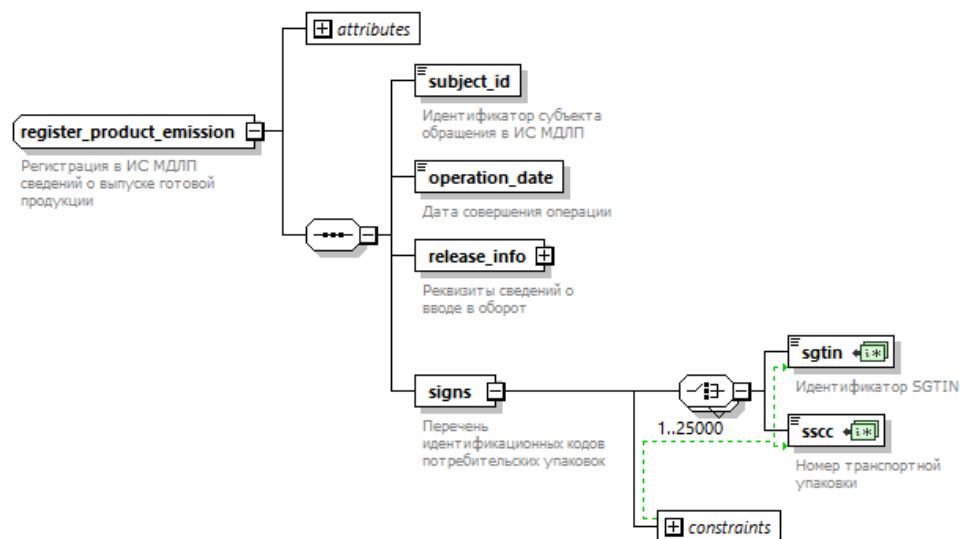 attributes
subject_id
Идентификатор субъекта
обращения в ИС МДЛП
register_product_emission
Регистрация в ИС МДЛП
сведений о выпуске готовой
продукции
operation_date
Дата совершения операции
release_info
Реквизиты сведений о
вводе в оборот
signs
Перечень
идентификационных кодов
потребительских упаковок
1..25000
sgtin
Идентификатор SGTIN
sscc
Номер транспортной
упаковки
constraints